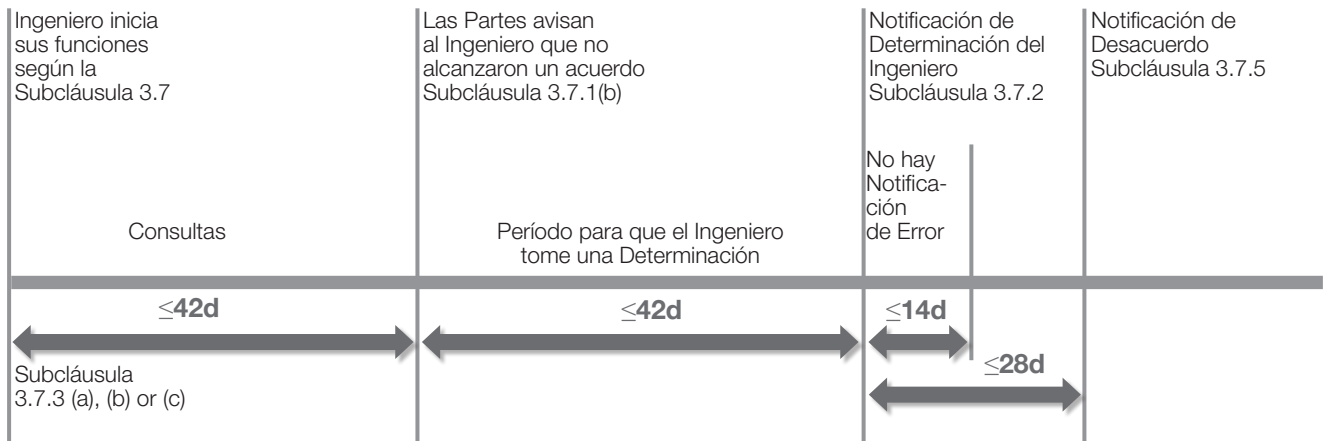 Ingeniero inicia
sus funciones
según la
Subcláusula 3.7
Las Partes avisan
al Ingeniero que no
alcanzaron un acuerdo
Subcláusula 3.7.1(b)
Notificación de
Determinación del
Ingeniero
Subcláusula 3.7.2
Notificación de
Desacuerdo
Subcláusula 3.7.5
No hay
Notifica-
ción
de Error
Consultas
Período para que el Ingeniero
tome una Determinación
≤42d
≤42d
≤14d
≤28d
Subcláusula
3.7.3 (a), (b) or (c)